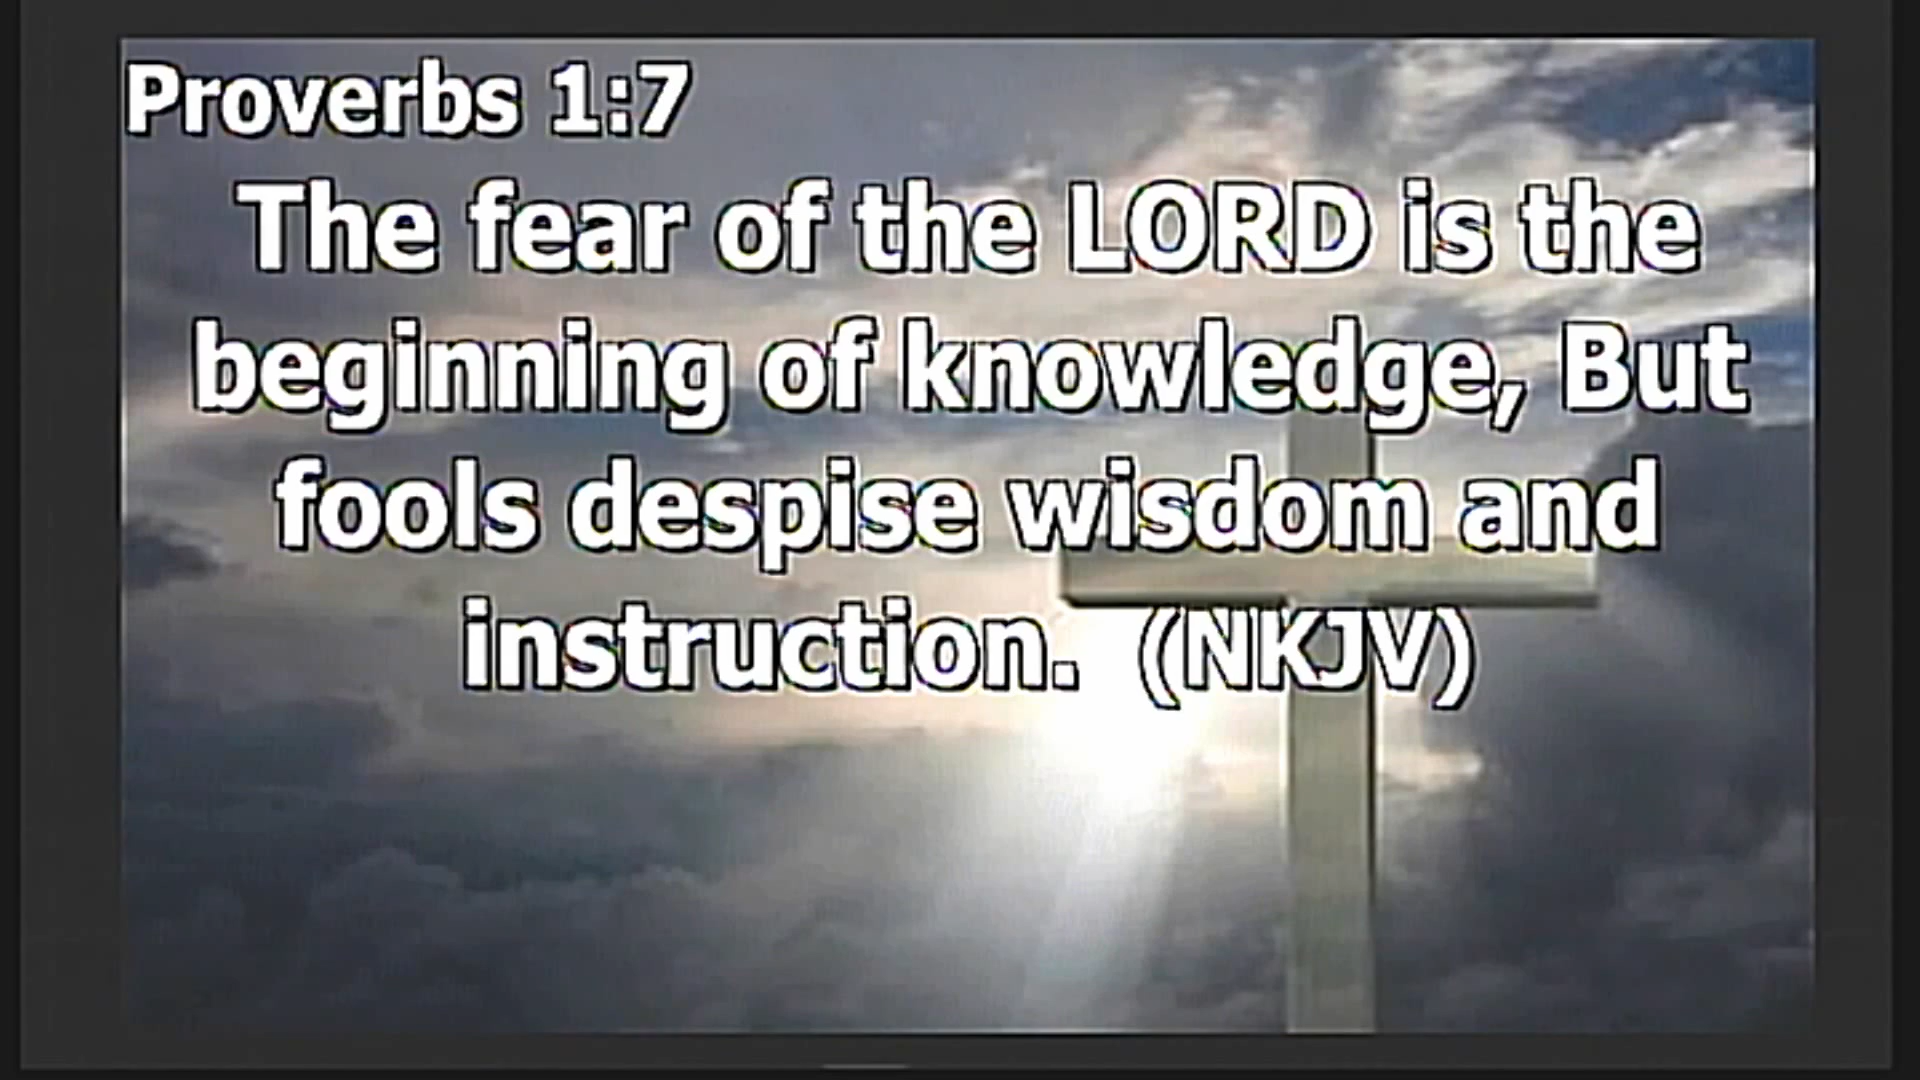 Proverbs 1:7
The fear of the LORD is the
beginning of knowledge, But
fools despise wisdom and
instruction.  (NKJV)